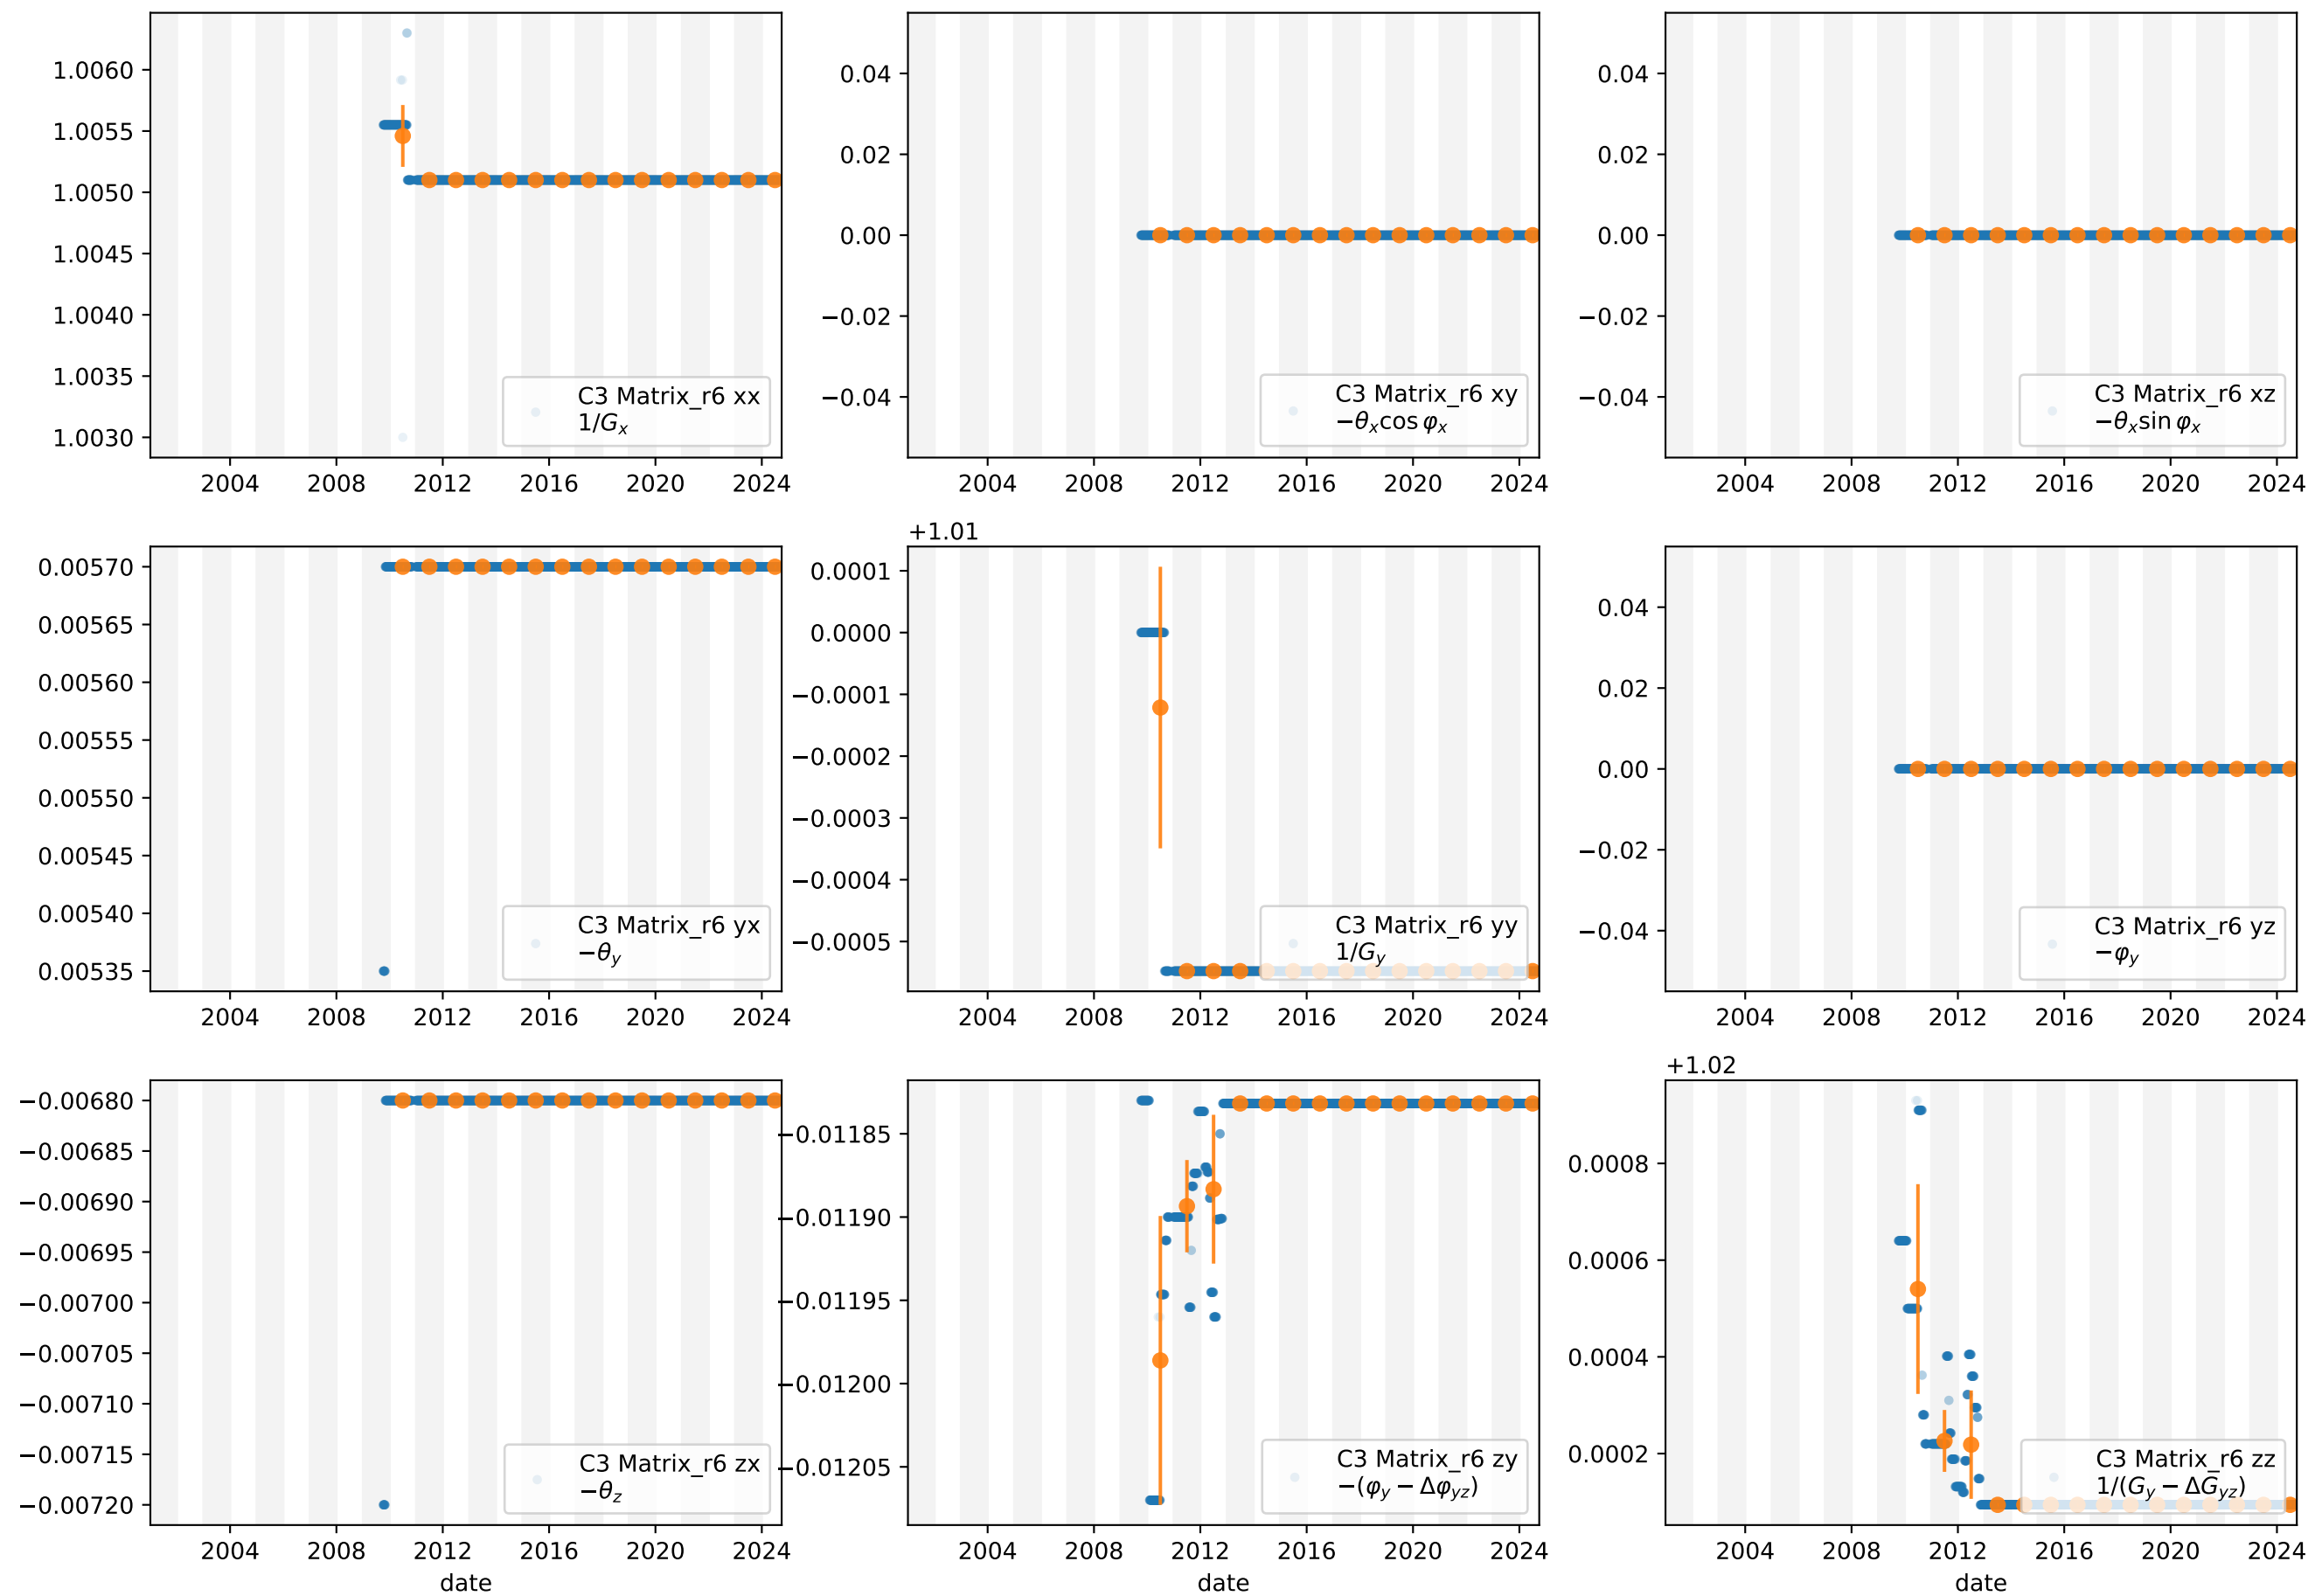 1.0060
1.0055
1.0050
1.0045
1.0040
1.0035
1.0030
C3 Matrix_r6 xx
1/G_x
2004 2008 2012 2016 2020 2024
0.04
0.02
0.00
−0.02
−0.04
C3 Matrix_r6 xy
−θ_x cos φ_x
2004 2008 2012 2016 2020 2024
0.04
0.02
0.00
−0.02
−0.04
C3 Matrix_r6 xz
−θ_x sin φ_x
2004 2008 2012 2016 2020 2024
0.00570
0.00565
0.00560
0.00555
0.00550
0.00545
0.00540
0.00535
C3 Matrix_r6 yx
−θ_y
2004 2008 2012 2016 2020 2024
+1.01
0.0001
0.0000
−0.0001
−0.0002
−0.0003
−0.0004
−0.0005
C3 Matrix_r6 yy
1/G_y
2004 2008 2012 2016 2020 2024
0.04
0.02
0.00
−0.02
−0.04
C3 Matrix_r6 yz
−φ_y
2004 2008 2012 2016 2020 2024
−0.00680
−0.00685
−0.00690
−0.00695
−0.00700
−0.00705
−0.00710
−0.00715
−0.00720
C3 Matrix_r6 zx
−θ_z
2004 2008 2012 2016 2020 2024
date
−0.01185
−0.01190
−0.01195
−0.01200
−0.01205
C3 Matrix_r6 zy
−(φ_y − Δφ_yz)
2004 2008 2012 2016 2020 2024
date
+1.02
0.0008
0.0006
0.0004
0.0002
C3 Matrix_r6 zz
1/(G_y − ΔG_yz)
2004 2008 2012 2016 2020 2024
date